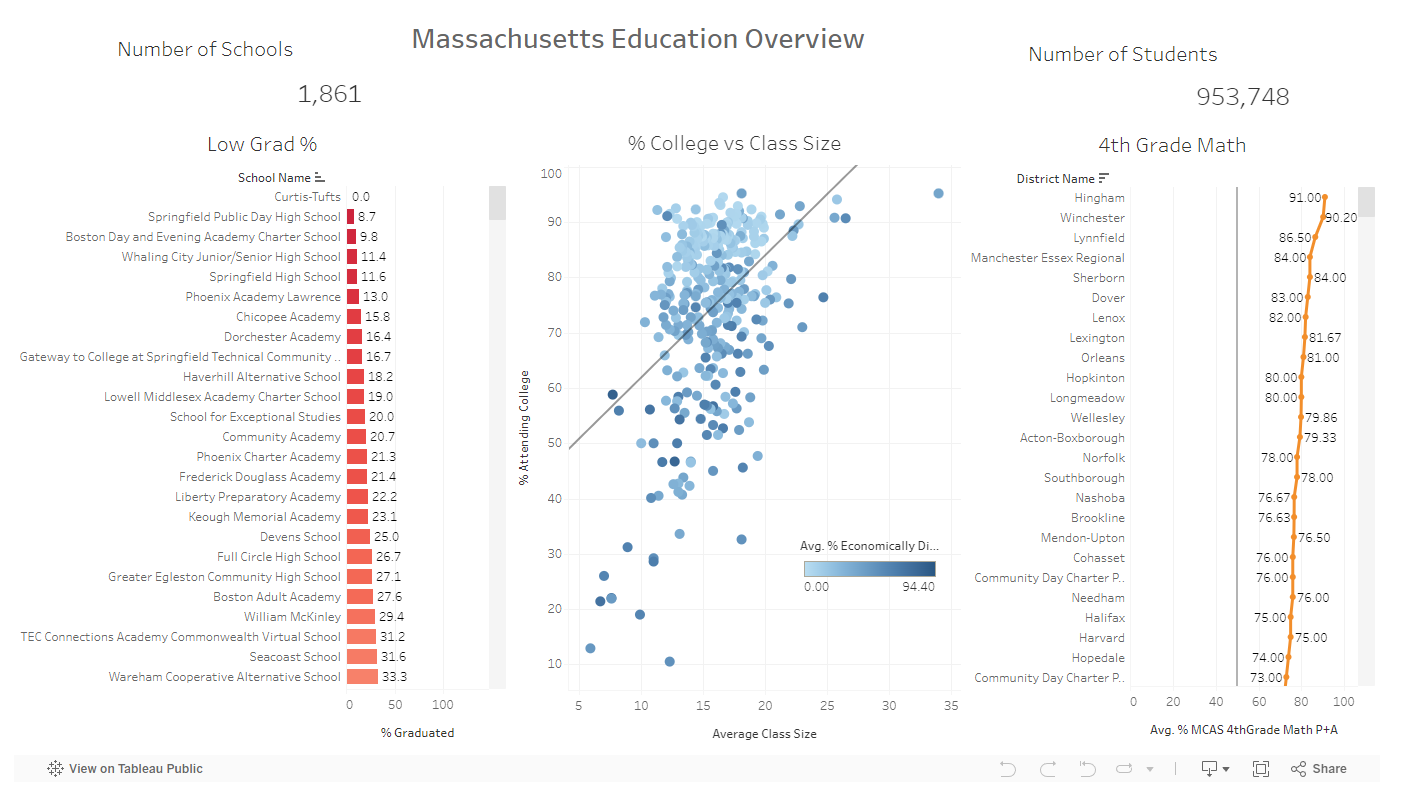 Massachusetts Education Overview
Number of Schools
1,861
Number of Students
953,748
Low Grad %
School Name
Curtis-Tufts 0.0
Springfield Public Day High School 8.7
Boston Day and Evening Academy Charter School 9.8
Whaling City Junior/Senior High School 11.4
Springfield High School 11.6
Phoenix Academy Lawrence 13.0
Chicopee Academy 15.8
Dorchester Academy 16.4
Gateway to College at Springfield Technical Community .. 16.7
Haverhill Alternative School 18.2
Lowell Middlesex Academy Charter School 19.0
School for Exceptional Studies 20.0
Community Academy 20.7
Phoenix Charter Academy 21.3
Frederick Douglass Academy 21.4
Liberty Preparatory Academy 22.2
Keough Memorial Academy 23.1
Devens School 25.0
Full Circle High School 26.7
Greater Egleston Community High School 27.1
Boston Adult Academy 27.6
William McKinley 29.4
TEC Connections Academy Commonwealth Virtual School 31.2
Seacoast School 31.6
Wareham Cooperative Alternative School 33.3
0 50 100
% Graduated
% College vs Class Size
% Attending College
100
90
80
70
60
50
40
30
20
10
Avg. % Economically Di...
0.00 94.40
5 10 15 20 25 30 35
Average Class Size
4th Grade Math
District Name
Hingham 91.00
Winchester 90.20
Lynnfield 86.50
Manchester Essex Regional 84.00
Sherborn 84.00
Dover 83.00
Lenox 82.00
Lexington 81.67
Orleans 81.00
Hopkinton 80.00
Longmeadow 80.00
Wellesley 79.86
Acton-Boxborough 79.33
Norfolk 78.00
Southborough 78.00
Nashoba 76.67
Brookline 76.63
Mendon-Upton 76.50
Cohasset 76.00
Community Day Charter P.. 76.00
Needham 76.00
Halifax 75.00
Harvard 75.00
Hopedale 74.00
Community Day Charter P.. 73.00
0 20 40 60 80 100
Avg. % MCAS 4thGrade Math P+A
View on Tableau Public
Share